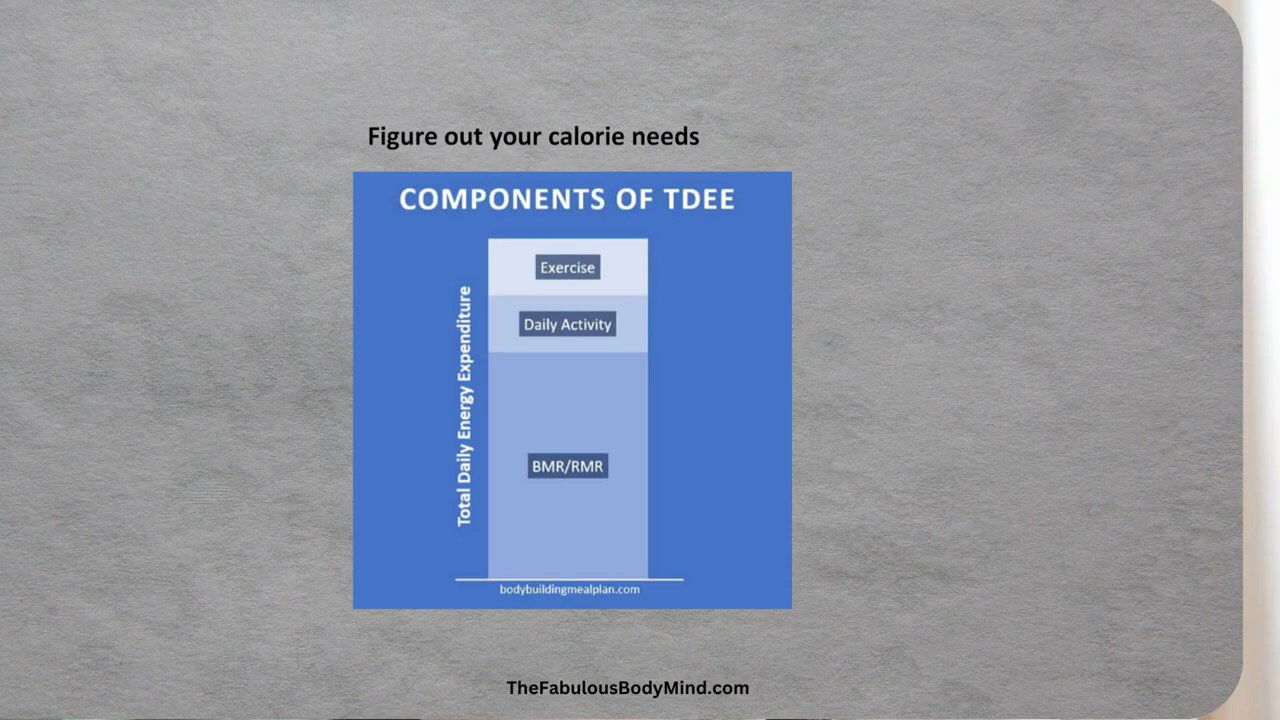 Figure out your calorie needs
COMPONENTS OF TDEE
Exercise
Daily Activity
Total Daily Energy Expenditure
BMR/RMR
bodybuildingmealplan.com
TheFabulousBodyMind.com